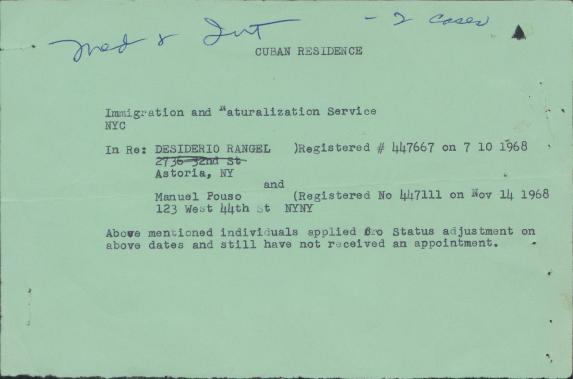 Med & Int - 2 cases
CUBAN RESIDENCE
Immigration and Naturalization Service
NYC
In Re: DESIDERIO RANGEL )Registered # 447667 on 7 10 1968
2736 32nd St
Astoria, NY
and
Manuel Pouso (Registered No 447111 on Nov 14 1968
123 West 44th St NYNY
Above mentioned individuals applied fro Status adjustment on
above dates and still have not received an appointment.